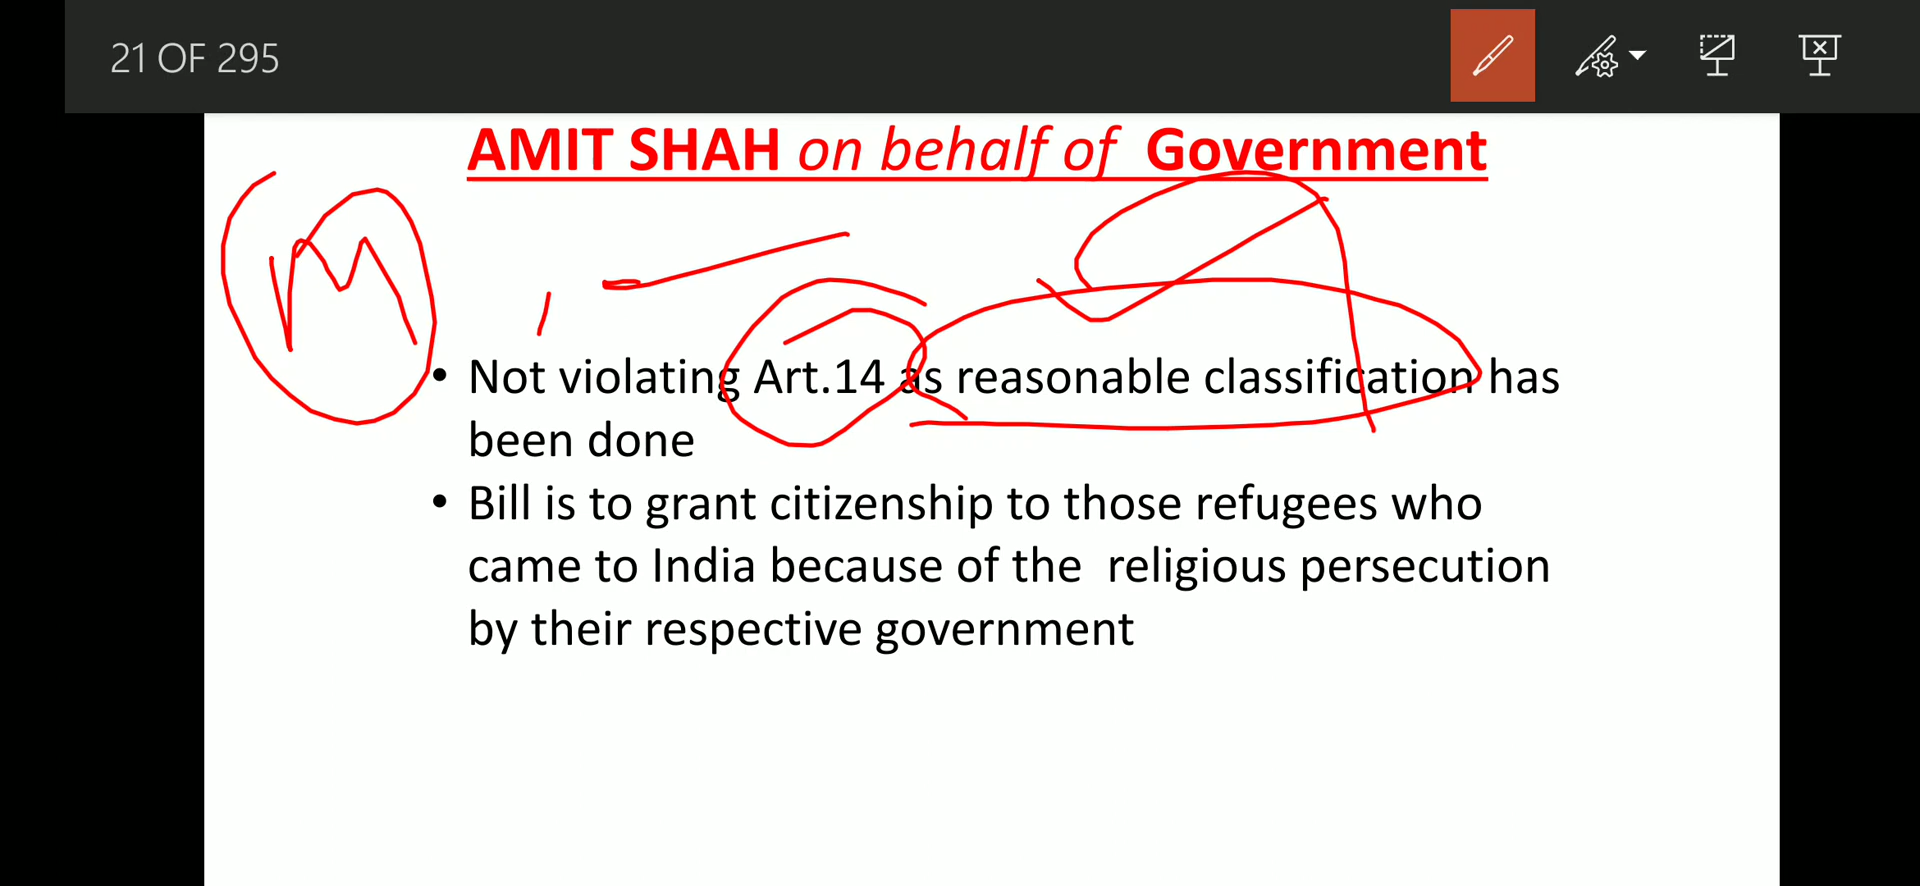 21 OF 295
AMIT SHAH on behalf of Government
M
• Not violating Art.14 as reasonable classification has
been done
• Bill is to grant citizenship to those refugees who
came to India because of the religious persecution
by their respective government